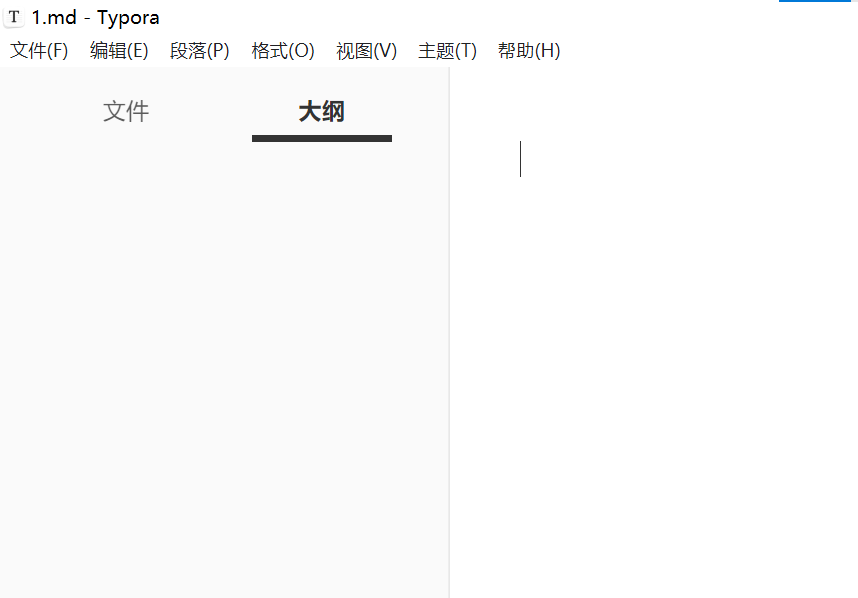 T 1.md - Typora
文件(F) 编辑(E) 段落(P) 格式(O) 视图(V) 主题(T) 帮助(H)
文件 大纲